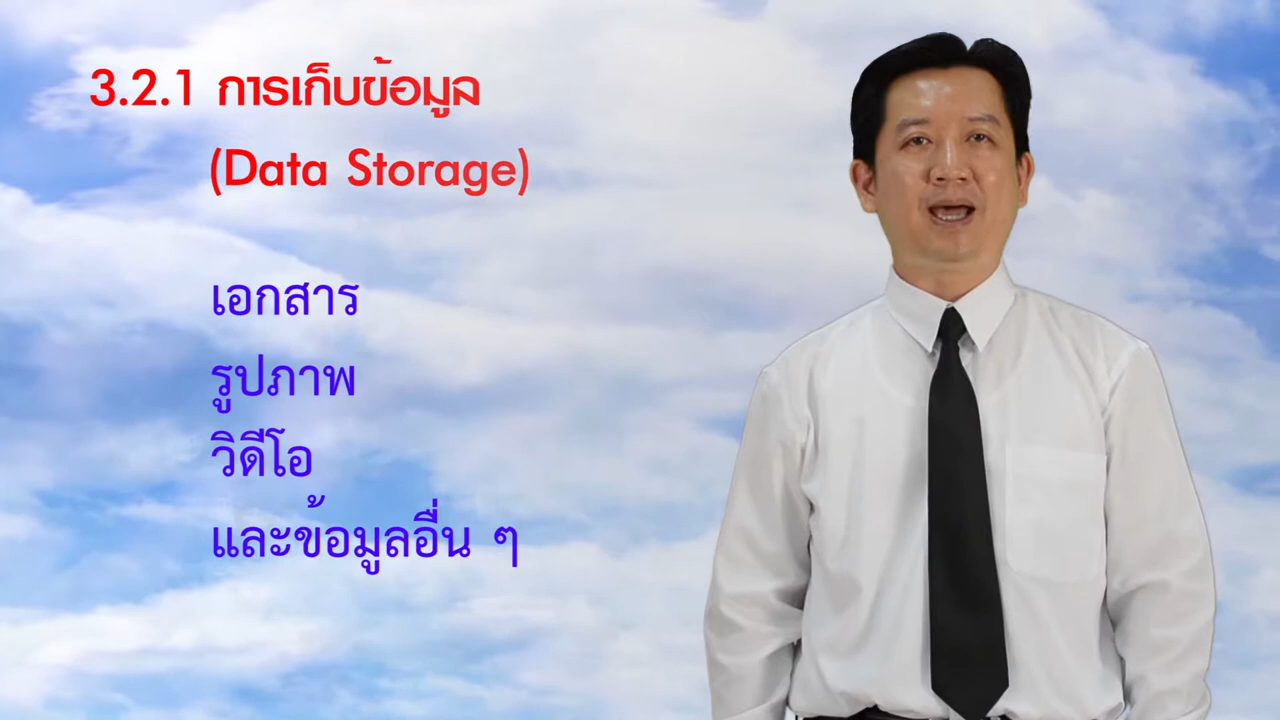 3.2.1 การเก็บข้อมูล
(Data Storage)
เอกสาร
รูปภาพ
วิดีโอ
และข้อมูลอื่น ๆ